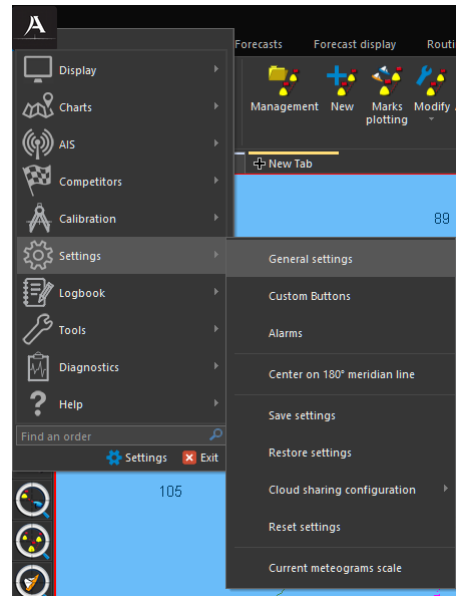 Forecasts Forecast display Routi
Display
Charts
AIS
Competitors
Calibration
Settings
Logbook
Tools
Diagnostics
Help
Find an order
Settings Exit
Management New Marks plotting Modify
New Tab
89
General settings
Custom Buttons
Alarms
Center on 180° meridian line
Save settings
Restore settings
Cloud sharing configuration
Reset settings
Current meteograms scale
105